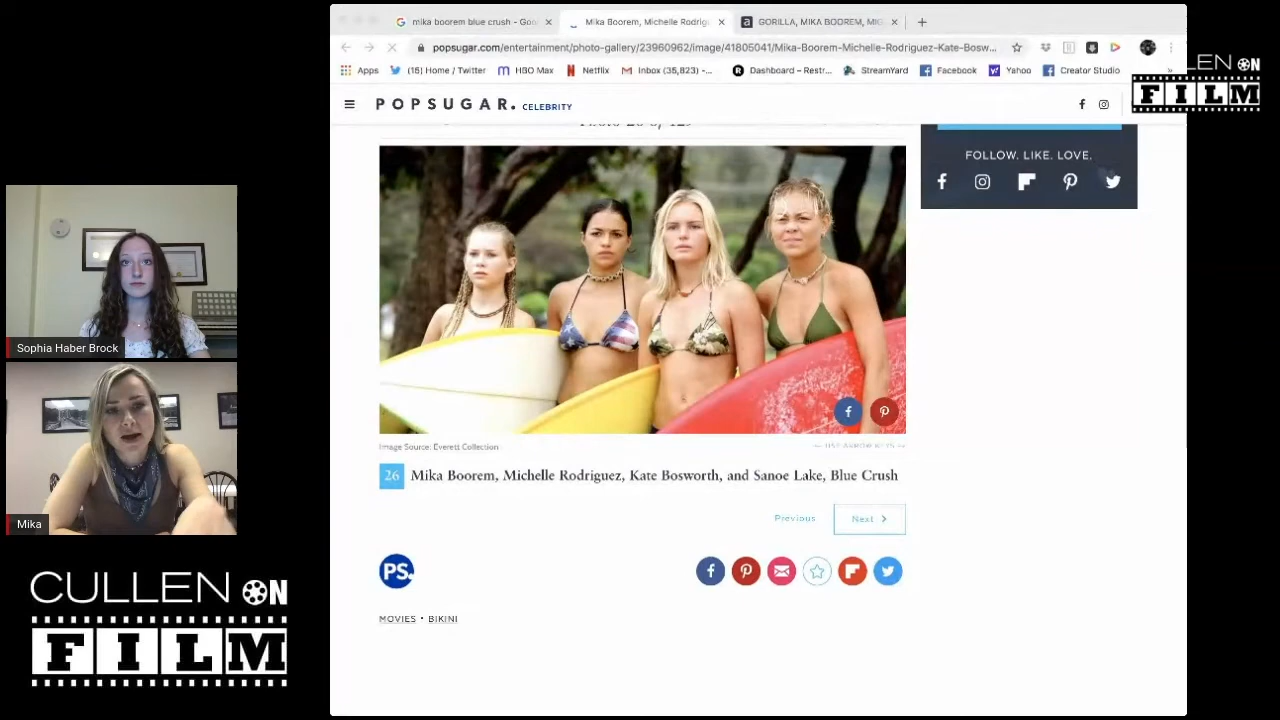 mika boorem blue crush - Goo
Mika Boorem, Michelle Rodrig
GORILLA, MIKA BOOREM, MIG
popsugar.com/entertainment/photo-gallery/23960962/image/41805041/Mika-Boorem-Michelle-Rodriguez-Kate-Bosw...
Apps
(15) Home / Twitter
HBO Max
Netflix
Inbox (35,823) -...
Dashboard – Restr...
StreamYard
Facebook
Yahoo
Creator Studio
»
LEN ON
FILM
POPSUGAR. CELEBRITY
FOLLOW. LIKE. LOVE.
Sophia Haber Brock
Mika
Image Source: Everett Collection
26 Mika Boorem, Michelle Rodriguez, Kate Bosworth, and Sanoe Lake, Blue Crush
Previous
Next
PS.
MOVIES • BIKINI
CULLEN ON
FILM